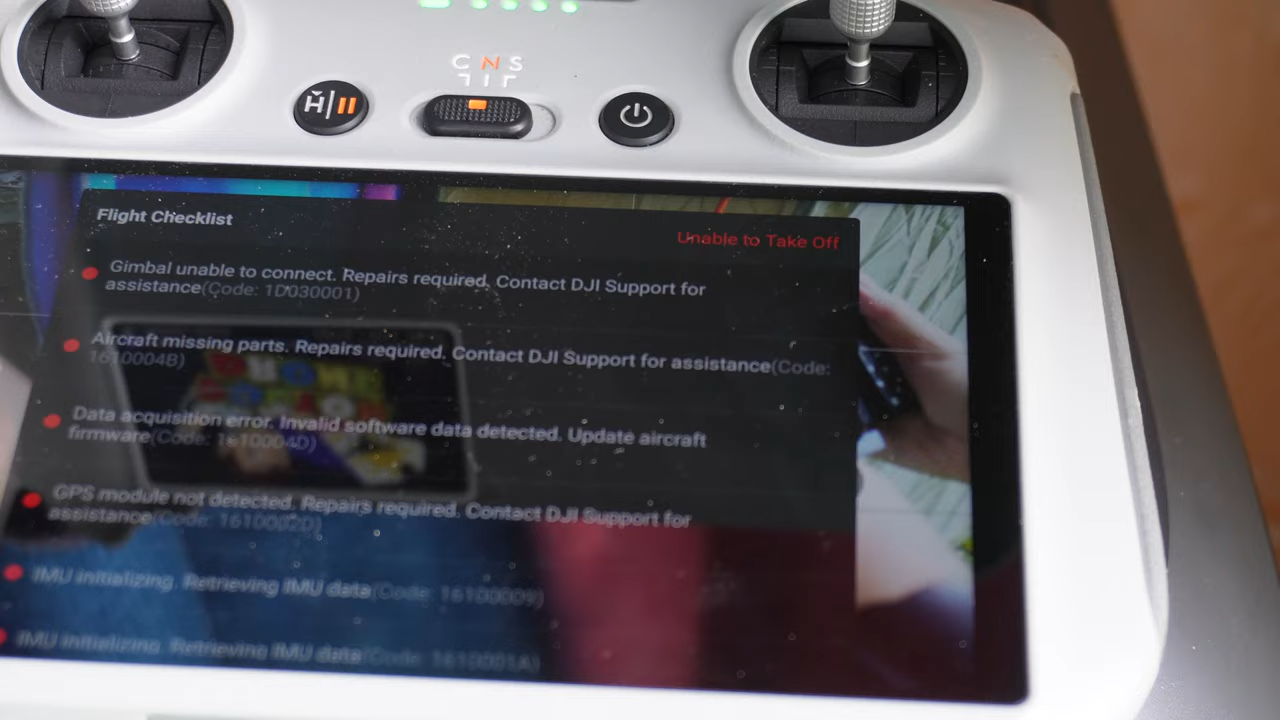 C N S
H
Flight Checklist
Unable to Take Off
Gimbal unable to connect. Repairs required. Contact DJI Support for
assistance(Code: 1D030001)
Aircraft missing parts. Repairs required. Contact DJI Support for assistance(Code:
1610004B)
Data acquisition error. Invalid software data detected. Update aircraft
firmware(Code: 1610004D)
GPS module not detected. Repairs required. Contact DJI Support for
assistance(Code: 1610002D)
IMU initializing. Retrieving IMU data(Code: 16100009)
IMU initializing. Retrieving IMU data(Code: 1610001A)